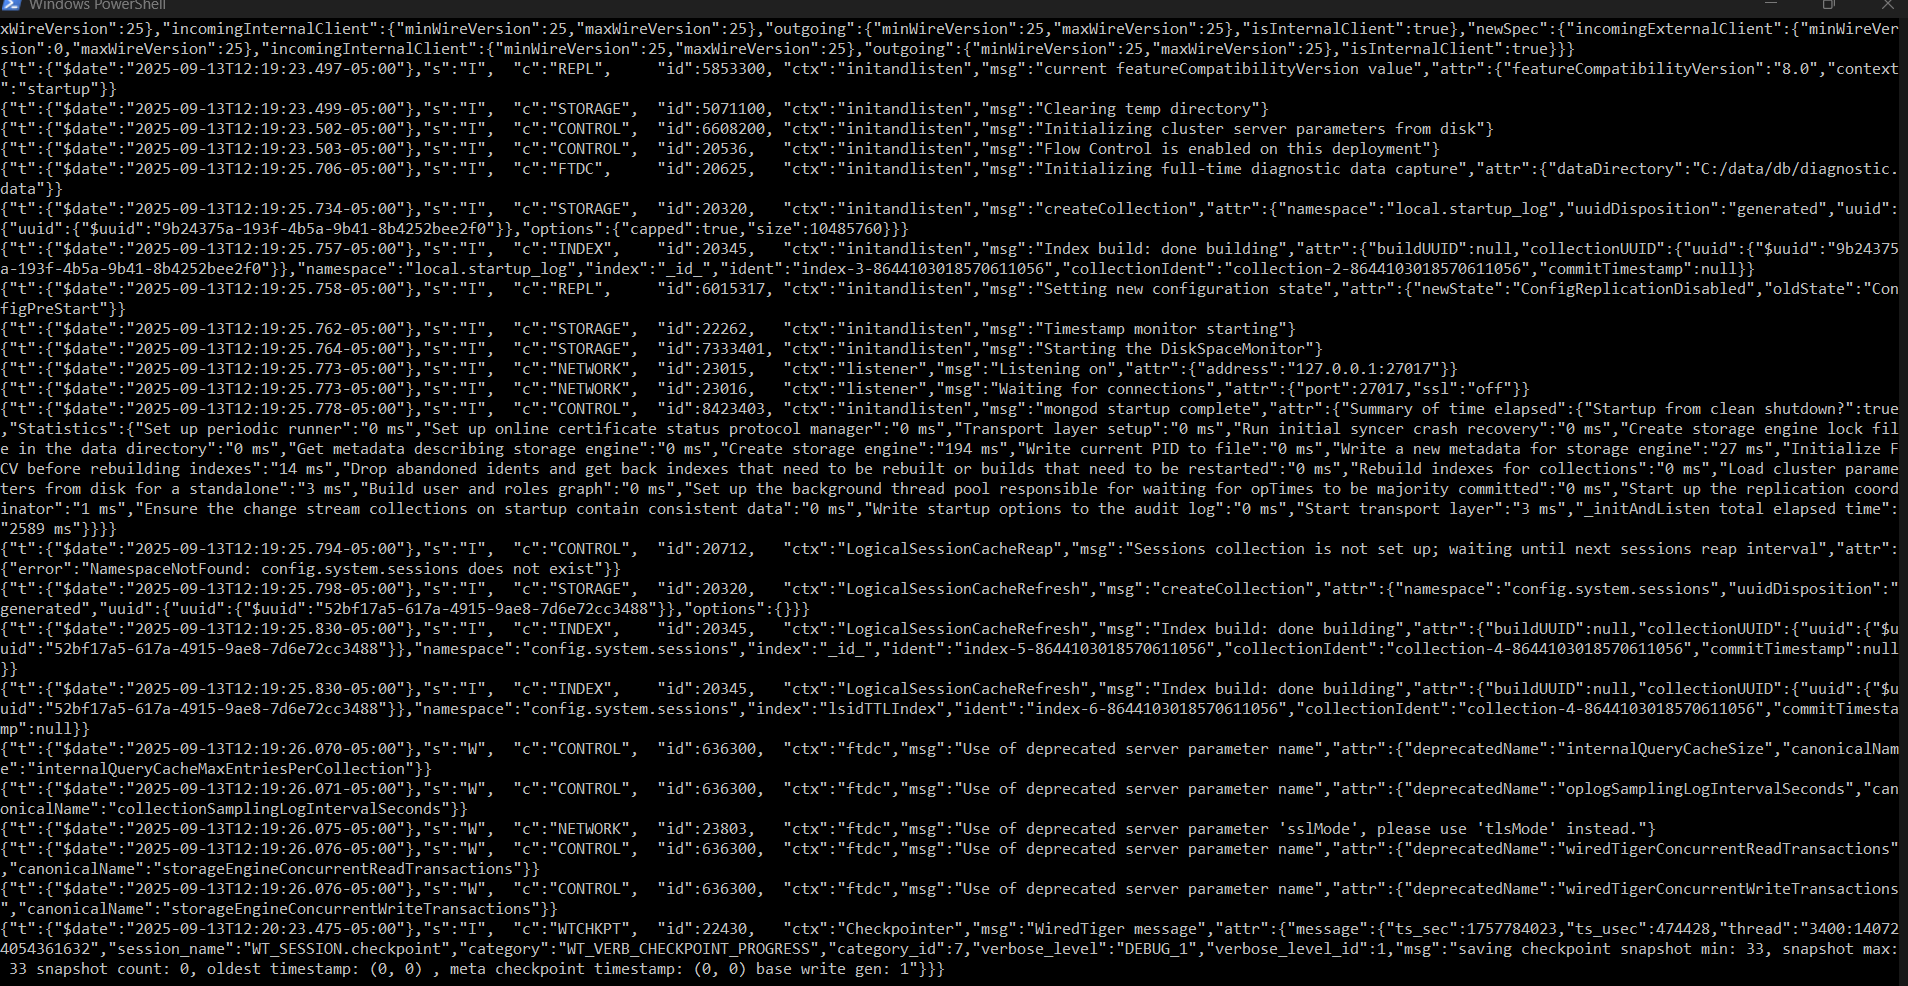 Windows PowerShell
xWireVersion":25},"incomingInternalClient":{"minWireVersion":25,"maxWireVersion":25},"outgoing":{"minWireVersion":25,"maxWireVersion":25},"isInternalClient":true},"newSpec":{"incomingExternalClient":{"minWireVer
sion":0,"maxWireVersion":25},"incomingInternalClient":{"minWireVersion":25,"maxWireVersion":25},"outgoing":{"minWireVersion":25,"maxWireVersion":25},"isInternalClient":true}}}
{"t":{"$date":"2025-09-13T12:19:23.497-05:00"},"s":"I",  "c":"REPL",     "id":5853300, "ctx":"initandlisten","msg":"current featureCompatibilityVersion value","attr":{"featureCompatibilityVersion":"8.0","context
":"startup"}}
{"t":{"$date":"2025-09-13T12:19:23.499-05:00"},"s":"I",  "c":"STORAGE",  "id":5071100, "ctx":"initandlisten","msg":"Clearing temp directory"}
{"t":{"$date":"2025-09-13T12:19:23.502-05:00"},"s":"I",  "c":"CONTROL",  "id":6608200, "ctx":"initandlisten","msg":"Initializing cluster server parameters from disk"}
{"t":{"$date":"2025-09-13T12:19:23.503-05:00"},"s":"I",  "c":"CONTROL",  "id":20536,   "ctx":"initandlisten","msg":"Flow Control is enabled on this deployment"}
{"t":{"$date":"2025-09-13T12:19:25.706-05:00"},"s":"I",  "c":"FTDC",     "id":20625,   "ctx":"initandlisten","msg":"Initializing full-time diagnostic data capture","attr":{"dataDirectory":"C:/data/db/diagnostic.
data"}}
{"t":{"$date":"2025-09-13T12:19:25.734-05:00"},"s":"I",  "c":"STORAGE",  "id":20320,   "ctx":"initandlisten","msg":"createCollection","attr":{"namespace":"local.startup_log","uuidDisposition":"generated","uuid":
{"uuid":{"$uuid":"9b24375a-193f-4b5a-9b41-8b4252bee2f0"}},"options":{"capped":true,"size":10485760}}}
{"t":{"$date":"2025-09-13T12:19:25.757-05:00"},"s":"I",  "c":"INDEX",    "id":20345,   "ctx":"initandlisten","msg":"Index build: done building","attr":{"buildUUID":null,"collectionUUID":{"uuid":{"$uuid":"9b24375
a-193f-4b5a-9b41-8b4252bee2f0"}},"namespace":"local.startup_log","index":"_id_","ident":"index-3-8644103018570611056","collectionIdent":"collection-2-8644103018570611056","commitTimestamp":null}}
{"t":{"$date":"2025-09-13T12:19:25.758-05:00"},"s":"I",  "c":"REPL",     "id":6015317, "ctx":"initandlisten","msg":"Setting new configuration state","attr":{"newState":"ConfigReplicationDisabled","oldState":"Con
figPreStart"}}
{"t":{"$date":"2025-09-13T12:19:25.762-05:00"},"s":"I",  "c":"STORAGE",  "id":22262,   "ctx":"initandlisten","msg":"Timestamp monitor starting"}
{"t":{"$date":"2025-09-13T12:19:25.764-05:00"},"s":"I",  "c":"STORAGE",  "id":7333401, "ctx":"initandlisten","msg":"Starting the DiskSpaceMonitor"}
{"t":{"$date":"2025-09-13T12:19:25.773-05:00"},"s":"I",  "c":"NETWORK",  "id":23015,   "ctx":"listener","msg":"Listening on","attr":{"address":"127.0.0.1:27017"}}
{"t":{"$date":"2025-09-13T12:19:25.773-05:00"},"s":"I",  "c":"NETWORK",  "id":23016,   "ctx":"listener","msg":"Waiting for connections","attr":{"port":27017,"ssl":"off"}}
{"t":{"$date":"2025-09-13T12:19:25.778-05:00"},"s":"I",  "c":"CONTROL",  "id":8423403, "ctx":"initandlisten","msg":"mongod startup complete","attr":{"Summary of time elapsed":{"Startup from clean shutdown?":true
,"Statistics":{"Set up periodic runner":"0 ms","Set up online certificate status protocol manager":"0 ms","Transport layer setup":"0 ms","Run initial syncer crash recovery":"0 ms","Create storage engine lock fil
e in the data directory":"0 ms","Get metadata describing storage engine":"0 ms","Create storage engine":"194 ms","Write current PID to file":"0 ms","Write a new metadata for storage engine":"27 ms","Initialize F
CV before rebuilding indexes":"14 ms","Drop abandoned idents and get back indexes that need to be rebuilt or builds that need to be restarted":"0 ms","Rebuild indexes for collections":"0 ms","Load cluster parame
ters from disk for a standalone":"3 ms","Build user and roles graph":"0 ms","Set up the background thread pool responsible for waiting for opTimes to be majority committed":"0 ms","Start up the replication coord
inator":"1 ms","Ensure the change stream collections on startup contain consistent data":"0 ms","Write startup options to the audit log":"0 ms","Start transport layer":"3 ms","_initAndListen total elapsed time":
"2589 ms"}}}}
{"t":{"$date":"2025-09-13T12:19:25.794-05:00"},"s":"I",  "c":"CONTROL",  "id":20712,   "ctx":"LogicalSessionCacheReap","msg":"Sessions collection is not set up; waiting until next sessions reap interval","attr":
{"error":"NamespaceNotFound: config.system.sessions does not exist"}}
{"t":{"$date":"2025-09-13T12:19:25.798-05:00"},"s":"I",  "c":"STORAGE",  "id":20320,   "ctx":"LogicalSessionCacheRefresh","msg":"createCollection","attr":{"namespace":"config.system.sessions","uuidDisposition":"
generated","uuid":{"uuid":{"$uuid":"52bf17a5-617a-4915-9ae8-7d6e72cc3488"}},"options":{}}}
{"t":{"$date":"2025-09-13T12:19:25.830-05:00"},"s":"I",  "c":"INDEX",    "id":20345,   "ctx":"LogicalSessionCacheRefresh","msg":"Index build: done building","attr":{"buildUUID":null,"collectionUUID":{"uuid":{"$u
uid":"52bf17a5-617a-4915-9ae8-7d6e72cc3488"}},"namespace":"config.system.sessions","index":"_id_","ident":"index-5-8644103018570611056","collectionIdent":"collection-4-8644103018570611056","commitTimestamp":null
}}
{"t":{"$date":"2025-09-13T12:19:25.830-05:00"},"s":"I",  "c":"INDEX",    "id":20345,   "ctx":"LogicalSessionCacheRefresh","msg":"Index build: done building","attr":{"buildUUID":null,"collectionUUID":{"uuid":{"$u
uid":"52bf17a5-617a-4915-9ae8-7d6e72cc3488"}},"namespace":"config.system.sessions","index":"lsidTTLIndex","ident":"index-6-8644103018570611056","collectionIdent":"collection-4-8644103018570611056","commitTimesta
mp":null}}
{"t":{"$date":"2025-09-13T12:19:26.070-05:00"},"s":"W",  "c":"CONTROL",  "id":636300,  "ctx":"ftdc","msg":"Use of deprecated server parameter name","attr":{"deprecatedName":"internalQueryCacheSize","canonicalNam
e":"internalQueryCacheMaxEntriesPerCollection"}}
{"t":{"$date":"2025-09-13T12:19:26.071-05:00"},"s":"W",  "c":"CONTROL",  "id":636300,  "ctx":"ftdc","msg":"Use of deprecated server parameter name","attr":{"deprecatedName":"oplogSamplingLogIntervalSeconds","can
onicalName":"collectionSamplingLogIntervalSeconds"}}
{"t":{"$date":"2025-09-13T12:19:26.075-05:00"},"s":"W",  "c":"NETWORK",  "id":23803,   "ctx":"ftdc","msg":"Use of deprecated server parameter 'sslMode', please use 'tlsMode' instead."}
{"t":{"$date":"2025-09-13T12:19:26.076-05:00"},"s":"W",  "c":"CONTROL",  "id":636300,  "ctx":"ftdc","msg":"Use of deprecated server parameter name","attr":{"deprecatedName":"wiredTigerConcurrentReadTransactions"
,"canonicalName":"storageEngineConcurrentReadTransactions"}}
{"t":{"$date":"2025-09-13T12:19:26.076-05:00"},"s":"W",  "c":"CONTROL",  "id":636300,  "ctx":"ftdc","msg":"Use of deprecated server parameter name","attr":{"deprecatedName":"wiredTigerConcurrentWriteTransactions
","canonicalName":"storageEngineConcurrentWriteTransactions"}}
{"t":{"$date":"2025-09-13T12:20:23.475-05:00"},"s":"I",  "c":"WTCHKPT",  "id":22430,   "ctx":"Checkpointer","msg":"WiredTiger message","attr":{"message":{"ts_sec":1757784023,"ts_usec":474428,"thread":"3400:14072
4054361632","session_name":"WT_SESSION.checkpoint","category":"WT_VERB_CHECKPOINT_PROGRESS","category_id":7,"verbose_level":"DEBUG_1","verbose_level_id":1,"msg":"saving checkpoint snapshot min: 33, snapshot max:
 33 snapshot count: 0, oldest timestamp: (0, 0) , meta checkpoint timestamp: (0, 0) base write gen: 1"}}}